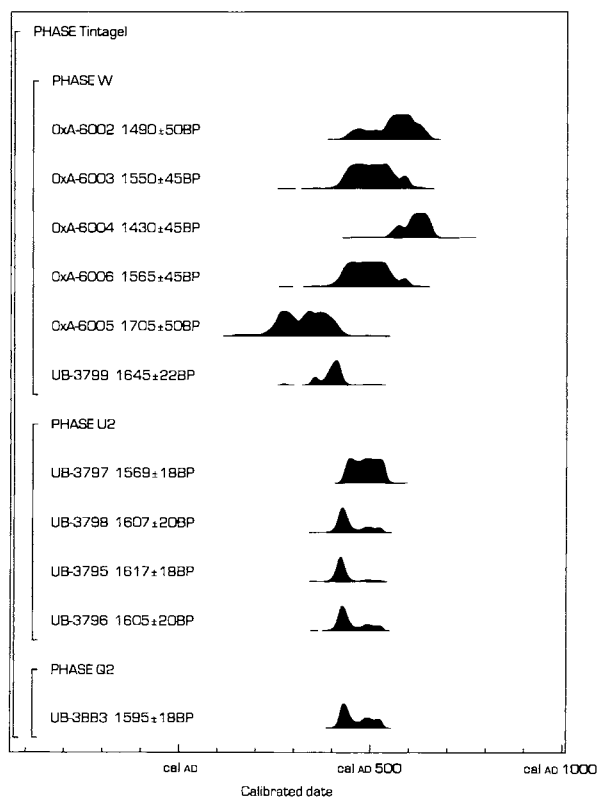 PHASE Tintagel
PHASE W
OxA-6002 1490±50BP
OxA-6003 1550±45BP
OxA-6004 1430±45BP
OxA-6006 1565±45BP
OxA-6005 1705±50BP
UB-3799 1645±22BP
PHASE U2
UB-3797 1569±18BP
UB-3798 1607±20BP
UB-3795 1617±18BP
UB-3796 1605±20BP
PHASE Q2
UB-3BB3 1595±18BP
cal AD cal AD 500 cal AD 1000
Calibrated date